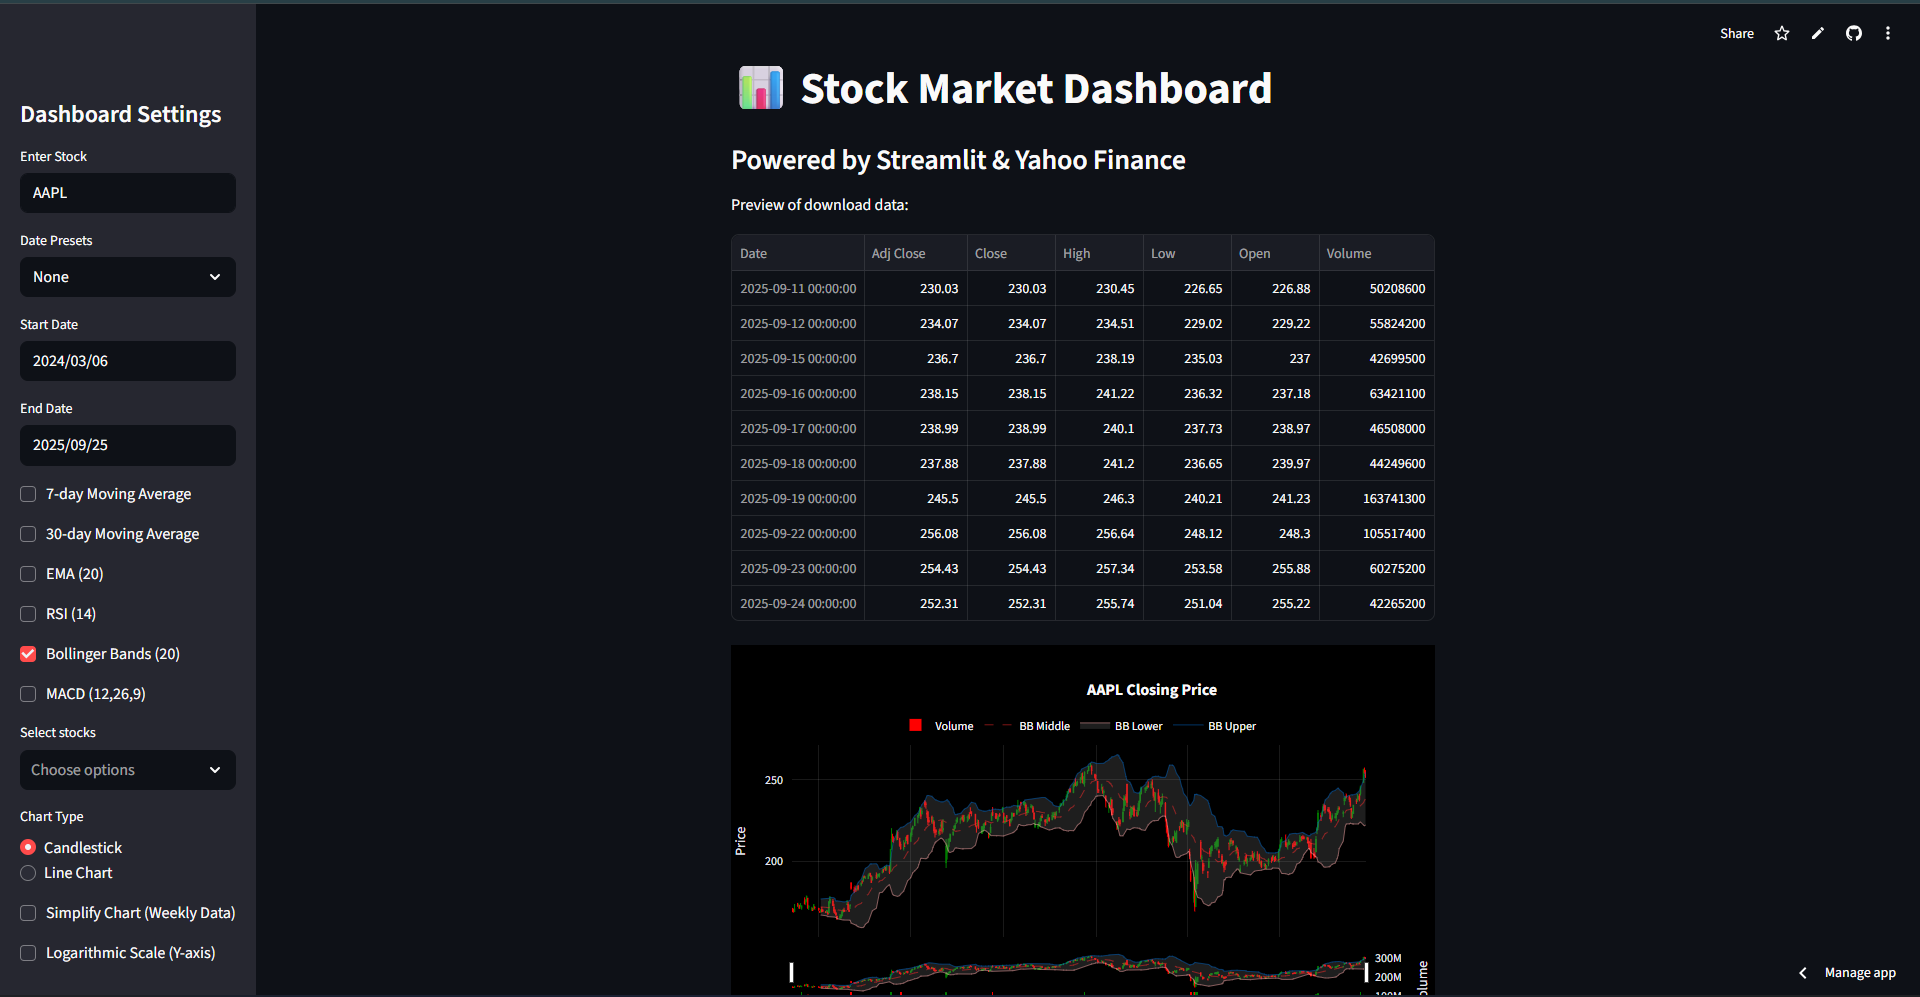 Share
Dashboard Settings
Enter Stock
AAPL
Date Presets
None
Start Date
2024/03/06
End Date
2025/09/25
7-day Moving Average
30-day Moving Average
EMA (20)
RSI (14)
Bollinger Bands (20)
MACD (12,26,9)
Select stocks
Choose options
Chart Type
Candlestick
Line Chart
Simplify Chart (Weekly Data)
Logarithmic Scale (Y-axis)
Stock Market Dashboard
Powered by Streamlit & Yahoo Finance
Preview of download data:
Date Adj Close Close High Low Open Volume
2025-09-11 00:00:00 230.03 230.03 230.45 226.65 226.88 50208600
2025-09-12 00:00:00 234.07 234.07 234.51 229.02 229.22 55824200
2025-09-15 00:00:00 236.7 236.7 238.19 235.03 237 42699500
2025-09-16 00:00:00 238.15 238.15 241.22 236.32 237.18 63421100
2025-09-17 00:00:00 238.99 238.99 240.1 237.73 238.97 46508000
2025-09-18 00:00:00 237.88 237.88 241.2 236.65 239.97 44249600
2025-09-19 00:00:00 245.5 245.5 246.3 240.21 241.23 163741300
2025-09-22 00:00:00 256.08 256.08 256.64 248.12 248.3 105517400
2025-09-23 00:00:00 254.43 254.43 257.34 253.58 255.88 60275200
2025-09-24 00:00:00 252.31 252.31 255.74 251.04 255.22 42265200
AAPL Closing Price
Volume BB Middle BB Lower BB Upper
250
Price
200
300M
200M
Manage app